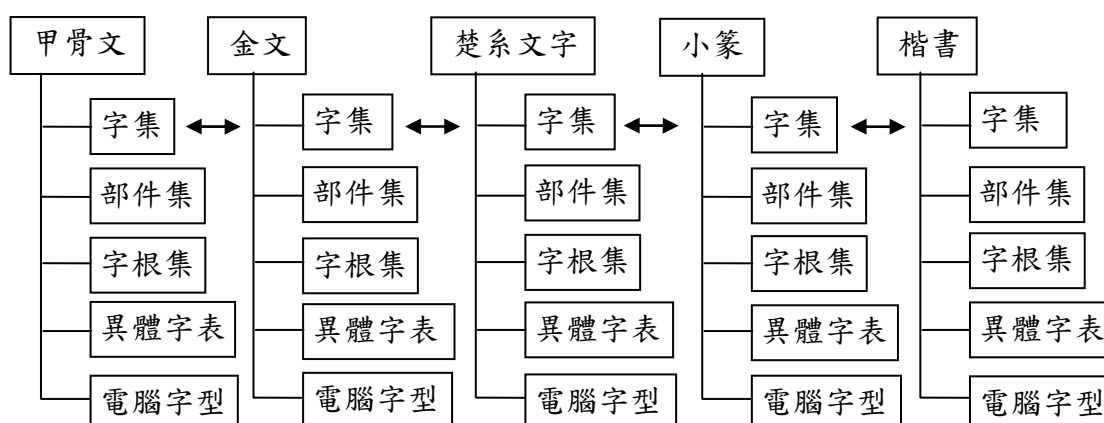 甲骨文 金文 楚系文字 小篆 楷書
字集 字集 字集 字集 字集
部件集 部件集 部件集 部件集 部件集
字根集 字根集 字根集 字根集 字根集
異體字表 異體字表 異體字表 異體字表 異體字表
電腦字型 電腦字型 電腦字型 電腦字型 電腦字型